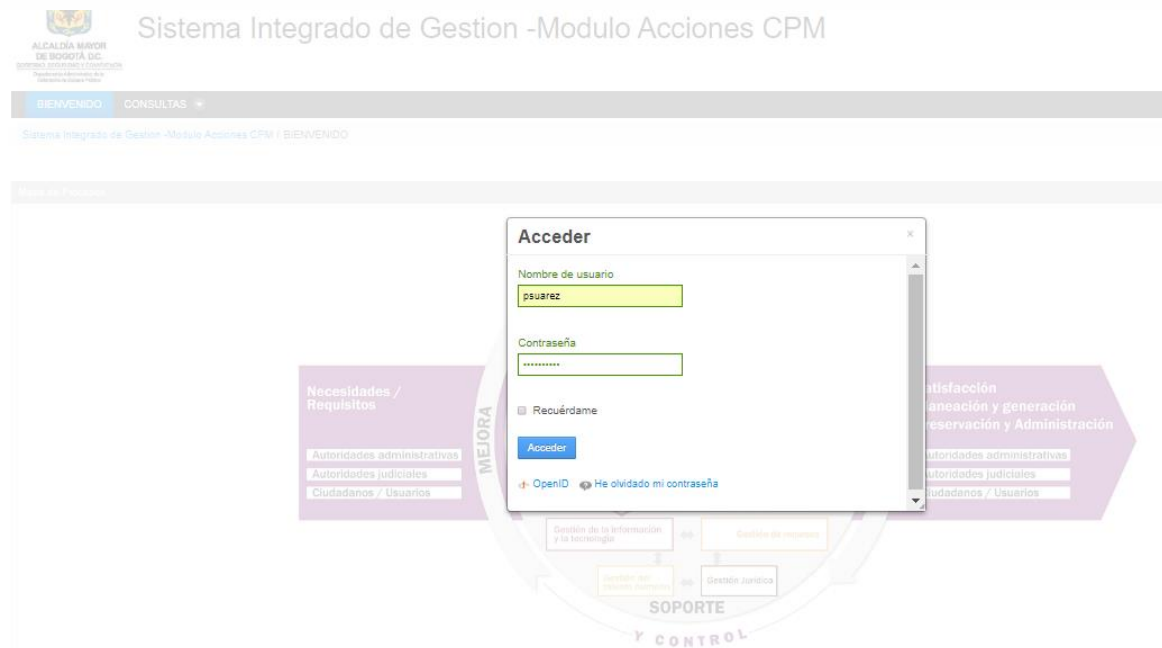 Sistema Integrado de Gestion -Modulo Acciones CPM
ALCALDÍA MAYOR
DE BOGOTÁ D.C.
BIENVENIDO CONSULTAS
Sistema Integrado de Gestion -Modulo Acciones CPM / BIENVENIDO
Mapa de Procesos
Acceder x
Nombre de usuario
psuarez
Contraseña
••••••••••
Recuérdame
Acceder
OpenID He olvidado mi contraseña
Necesidades /
Requisitos
Autoridades administrativas
Autoridades judiciales
Ciudadanos / Usuarios
MEJORA
atisfacción
laneación y generación
reservación y Administración
utoridades administrativas
utoridades judiciales
iudadanos / Usuarios
Gestión de la información
y la tecnología
Gestión de recursos
Gestión Jurídica
SOPORTE
Y CONTROL